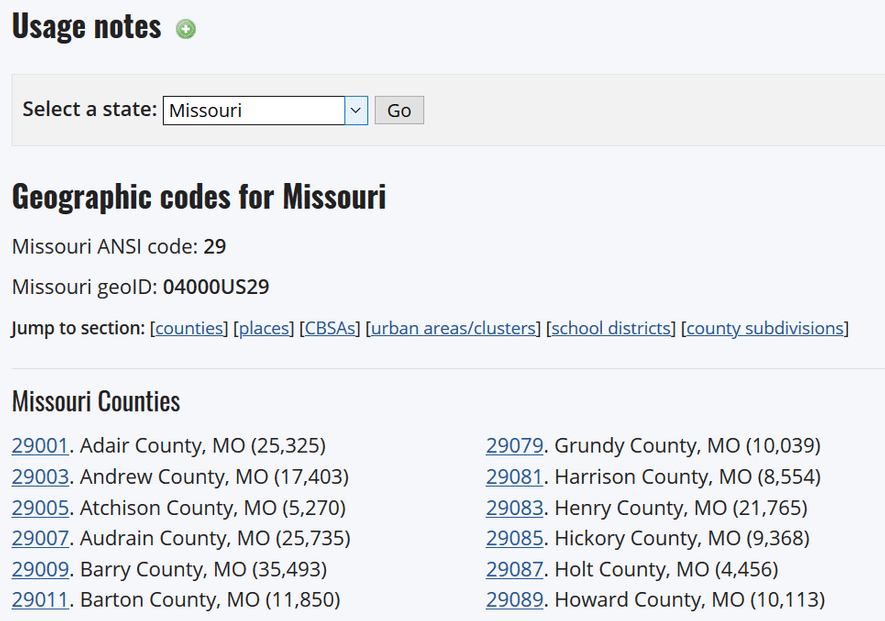 Usage notes
Select a state: Missouri Go
Geographic codes for Missouri
Missouri ANSI code: 29
Missouri geoID: 04000US29
Jump to section: [counties] [places] [CBSAs] [urban areas/clusters] [school districts] [county subdivisions]
Missouri Counties
29001. Adair County, MO (25,325)
29003. Andrew County, MO (17,403)
29005. Atchison County, MO (5,270)
29007. Audrain County, MO (25,735)
29009. Barry County, MO (35,493)
29011. Barton County, MO (11,850)
29079. Grundy County, MO (10,039)
29081. Harrison County, MO (8,554)
29083. Henry County, MO (21,765)
29085. Hickory County, MO (9,368)
29087. Holt County, MO (4,456)
29089. Howard County, MO (10,113)